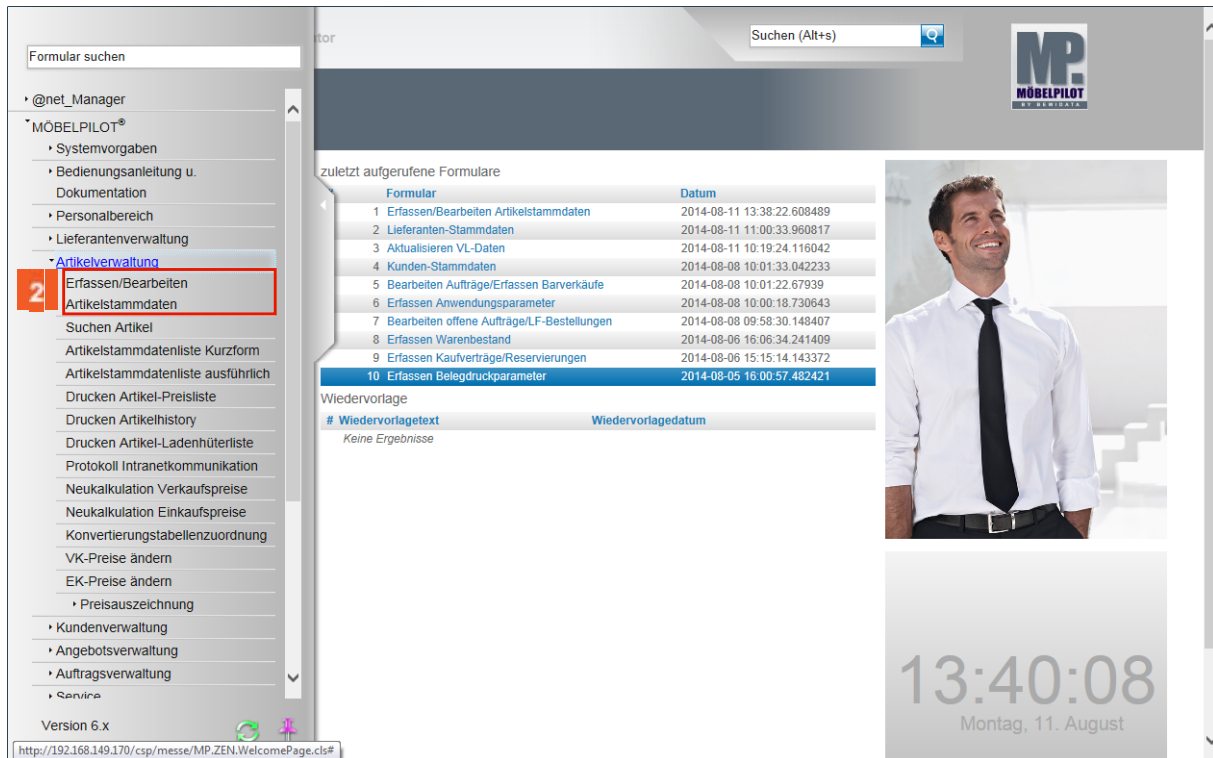 Formular suchen
tor
Suchen (Alt+s)
MP.
MÖBELPILOT
BY BEWIDATA
@net_Manager
MÖBELPILOT®
Systemvorgaben
Bedienungsanleitung u.
Dokumentation
Personalbereich
Lieferantenverwaltung
Artikelverwaltung
2
Erfassen/Bearbeiten
Artikelstammdaten
Suchen Artikel
Artikelstammdatenliste Kurzform
Artikelstammdatenliste ausführlich
Drucken Artikel-Preisliste
Drucken Artikelhistory
Drucken Artikel-Ladenhüterliste
Protokoll Intranetkommunikation
Neukalkulation Verkaufspreise
Neukalkulation Einkaufspreise
Konvertierungstabellenzuordnung
VK-Preise ändern
EK-Preise ändern
Preisauszeichnung
Kundenverwaltung
Angebotsverwaltung
Auftragsverwaltung
Service
Version 6.x
http://192.168.149.170/csp/messe/MP.ZEN.WelcomePage.cls#
zuletzt aufgerufene Formulare
Formular Datum
1 Erfassen/Bearbeiten Artikelstammdaten 2014-08-11 13:38:22.608489
2 Lieferanten-Stammdaten 2014-08-11 11:00:33.960817
3 Aktualisieren VL-Daten 2014-08-11 10:19:24.116042
4 Kunden-Stammdaten 2014-08-08 10:01:33.042233
5 Bearbeiten Aufträge/Erfassen Barverkäufe 2014-08-08 10:01:22.67939
6 Erfassen Anwendungsparameter 2014-08-08 10:00:18.730643
7 Bearbeiten offene Aufträge/LF-Bestellungen 2014-08-08 09:58:30.148407
8 Erfassen Warenbestand 2014-08-06 16:06:34.241409
9 Erfassen Kaufverträge/Reservierungen 2014-08-06 15:15:14.143372
10 Erfassen Belegdruckparameter 2014-08-05 16:00:57.482421
Wiedervorlage
# Wiedervorlagetext Wiedervorlagedatum
Keine Ergebnisse
13:40:08
Montag, 11. August